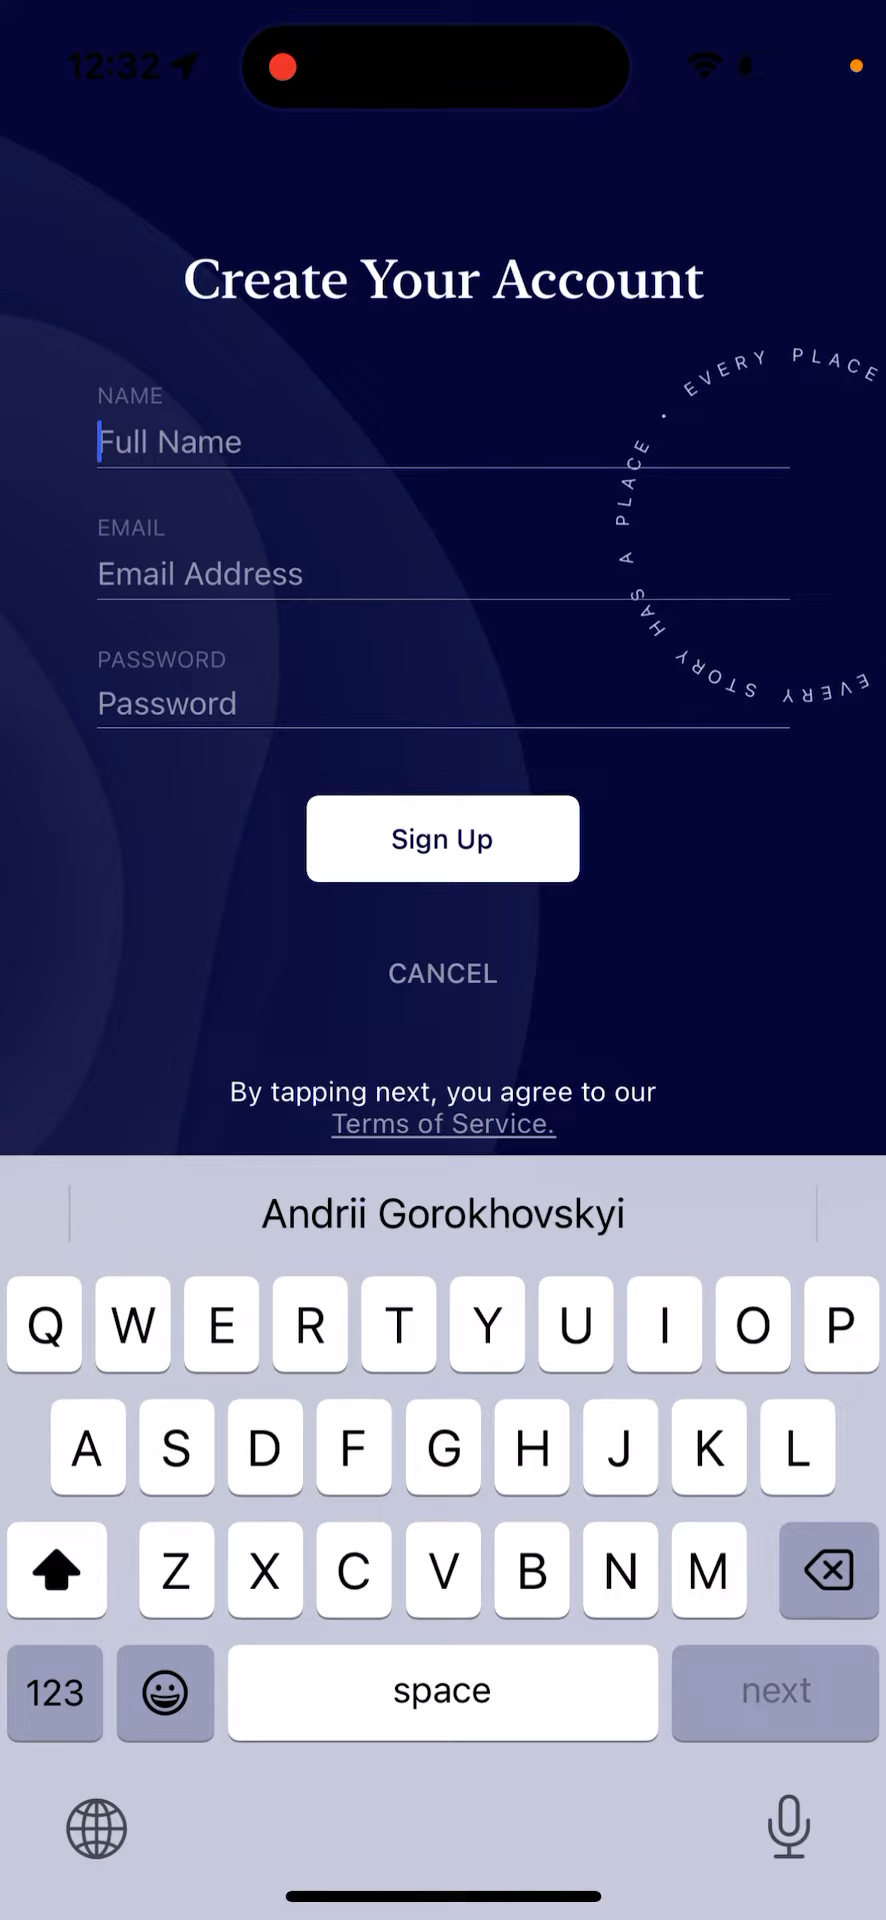 12:32
Create Your Account
EVERY PLACE
EVERY STORY HAS A PLACE •
NAME
Full Name
EMAIL
Email Address
PASSWORD
Password
Sign Up
CANCEL
By tapping next, you agree to our
Terms of Service.
Andrii Gorokhovskyi
Q W E R T Y U I O P
A S D F G H J K L
Z X C V B N M
123 space next